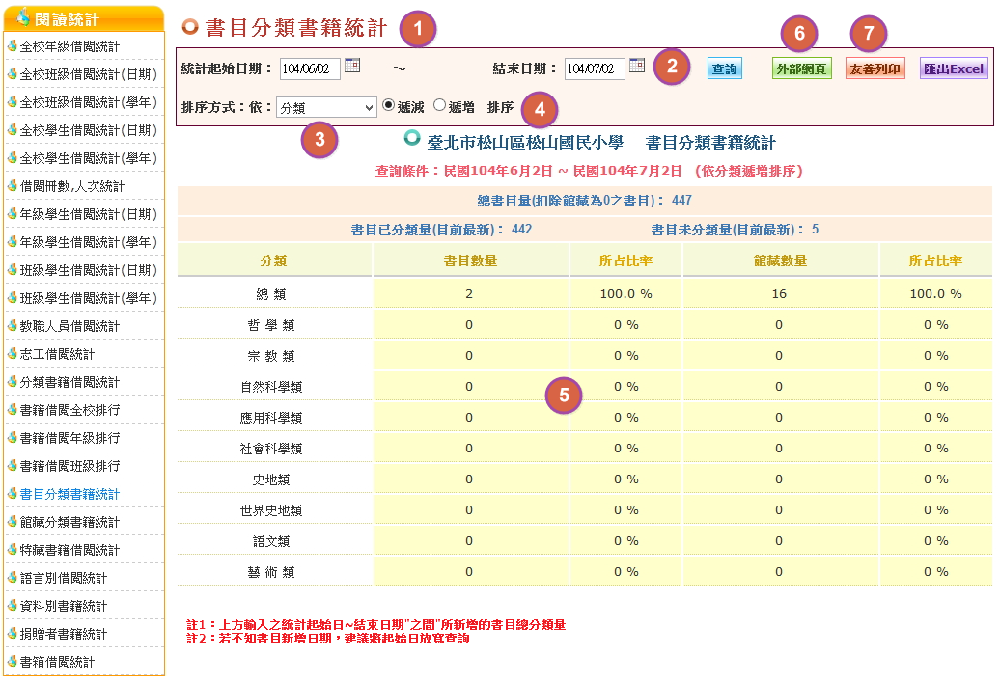 閱讀統計
全校年級借閱統計
全校班級借閱統計(日期)
全校班級借閱統計(學年)
全校學生借閱統計(日期)
全校學生借閱統計(學年)
借閱冊數,人次統計
年級學生借閱統計(日期)
年級學生借閱統計(學年)
班級學生借閱統計(日期)
班級學生借閱統計(學年)
教職人員借閱統計
志工借閱統計
分類書籍借閱統計
書籍借閱全校排行
書籍借閱年級排行
書籍借閱班級排行
書目分類書籍統計
館藏分類書籍統計
特藏書籍借閱統計
語言別借閱統計
資料別書籍統計
捐贈者書籍統計
書箱借閱統計
書目分類書籍統計 1
統計起始日期： 104/06/02 ～ 結束日期： 104/07/02 2 查詢 6 外部網頁 7 友善列印 匯出Excel
排序方式：依： 分類 遞減 遞增 排序 4
3
臺北市松山區松山國民小學 書目分類書籍統計
查詢條件：民國104年6月2日 ~ 民國104年7月2日 （依分類遞增排序）
總書目量(扣除館藏為0之書目)： 447
書目已分類量(目前最新)： 442 書目未分類量(目前最新)： 5
分類 書目數量 所占比率 館藏數量 所占比率
總 類 2 100.0 % 16 100.0 %
哲 學 類 0 0 % 0 0 %
宗 教 類 0 0 % 0 0 %
自然科學類 0 0 % 0 0 %
5
應用科學類 0 0 % 0 0 %
社會科學類 0 0 % 0 0 %
史地類 0 0 % 0 0 %
世界史地類 0 0 % 0 0 %
語文類 0 0 % 0 0 %
藝 術 類 0 0 % 0 0 %
註1：上方輸入之統計起始日~結束日期"之間"所新增的書目總分類量
註2：若不知書目新增日期，建議將起始日放寬查詢